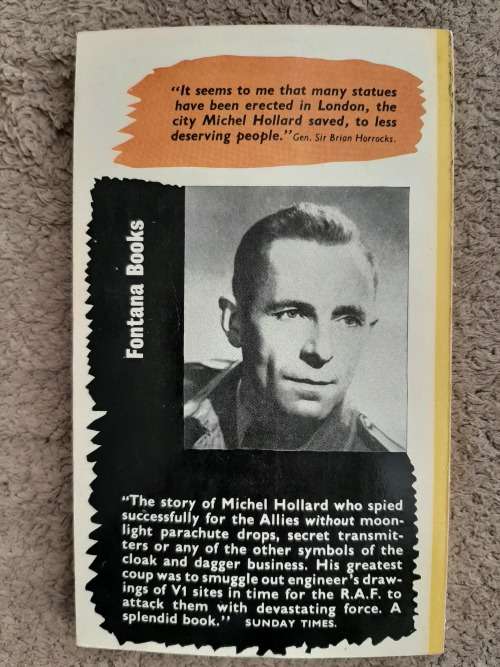 “It seems to me that many statues
have been erected in London, the
city Michel Hollard saved, to less
deserving people.” Gen. Sir Brian Horrocks.
Fontana Books
“The story of Michel Hollard who spied
successfully for the Allies without moon-
light parachute drops, secret transmit-
ters or any of the other symbols of the
cloak and dagger business. His greatest
coup was to smuggle out engineer’s draw-
ings of V1 sites in time for the R.A.F. to
attack them with devastating force. A
splendid book.” SUNDAY TIMES.